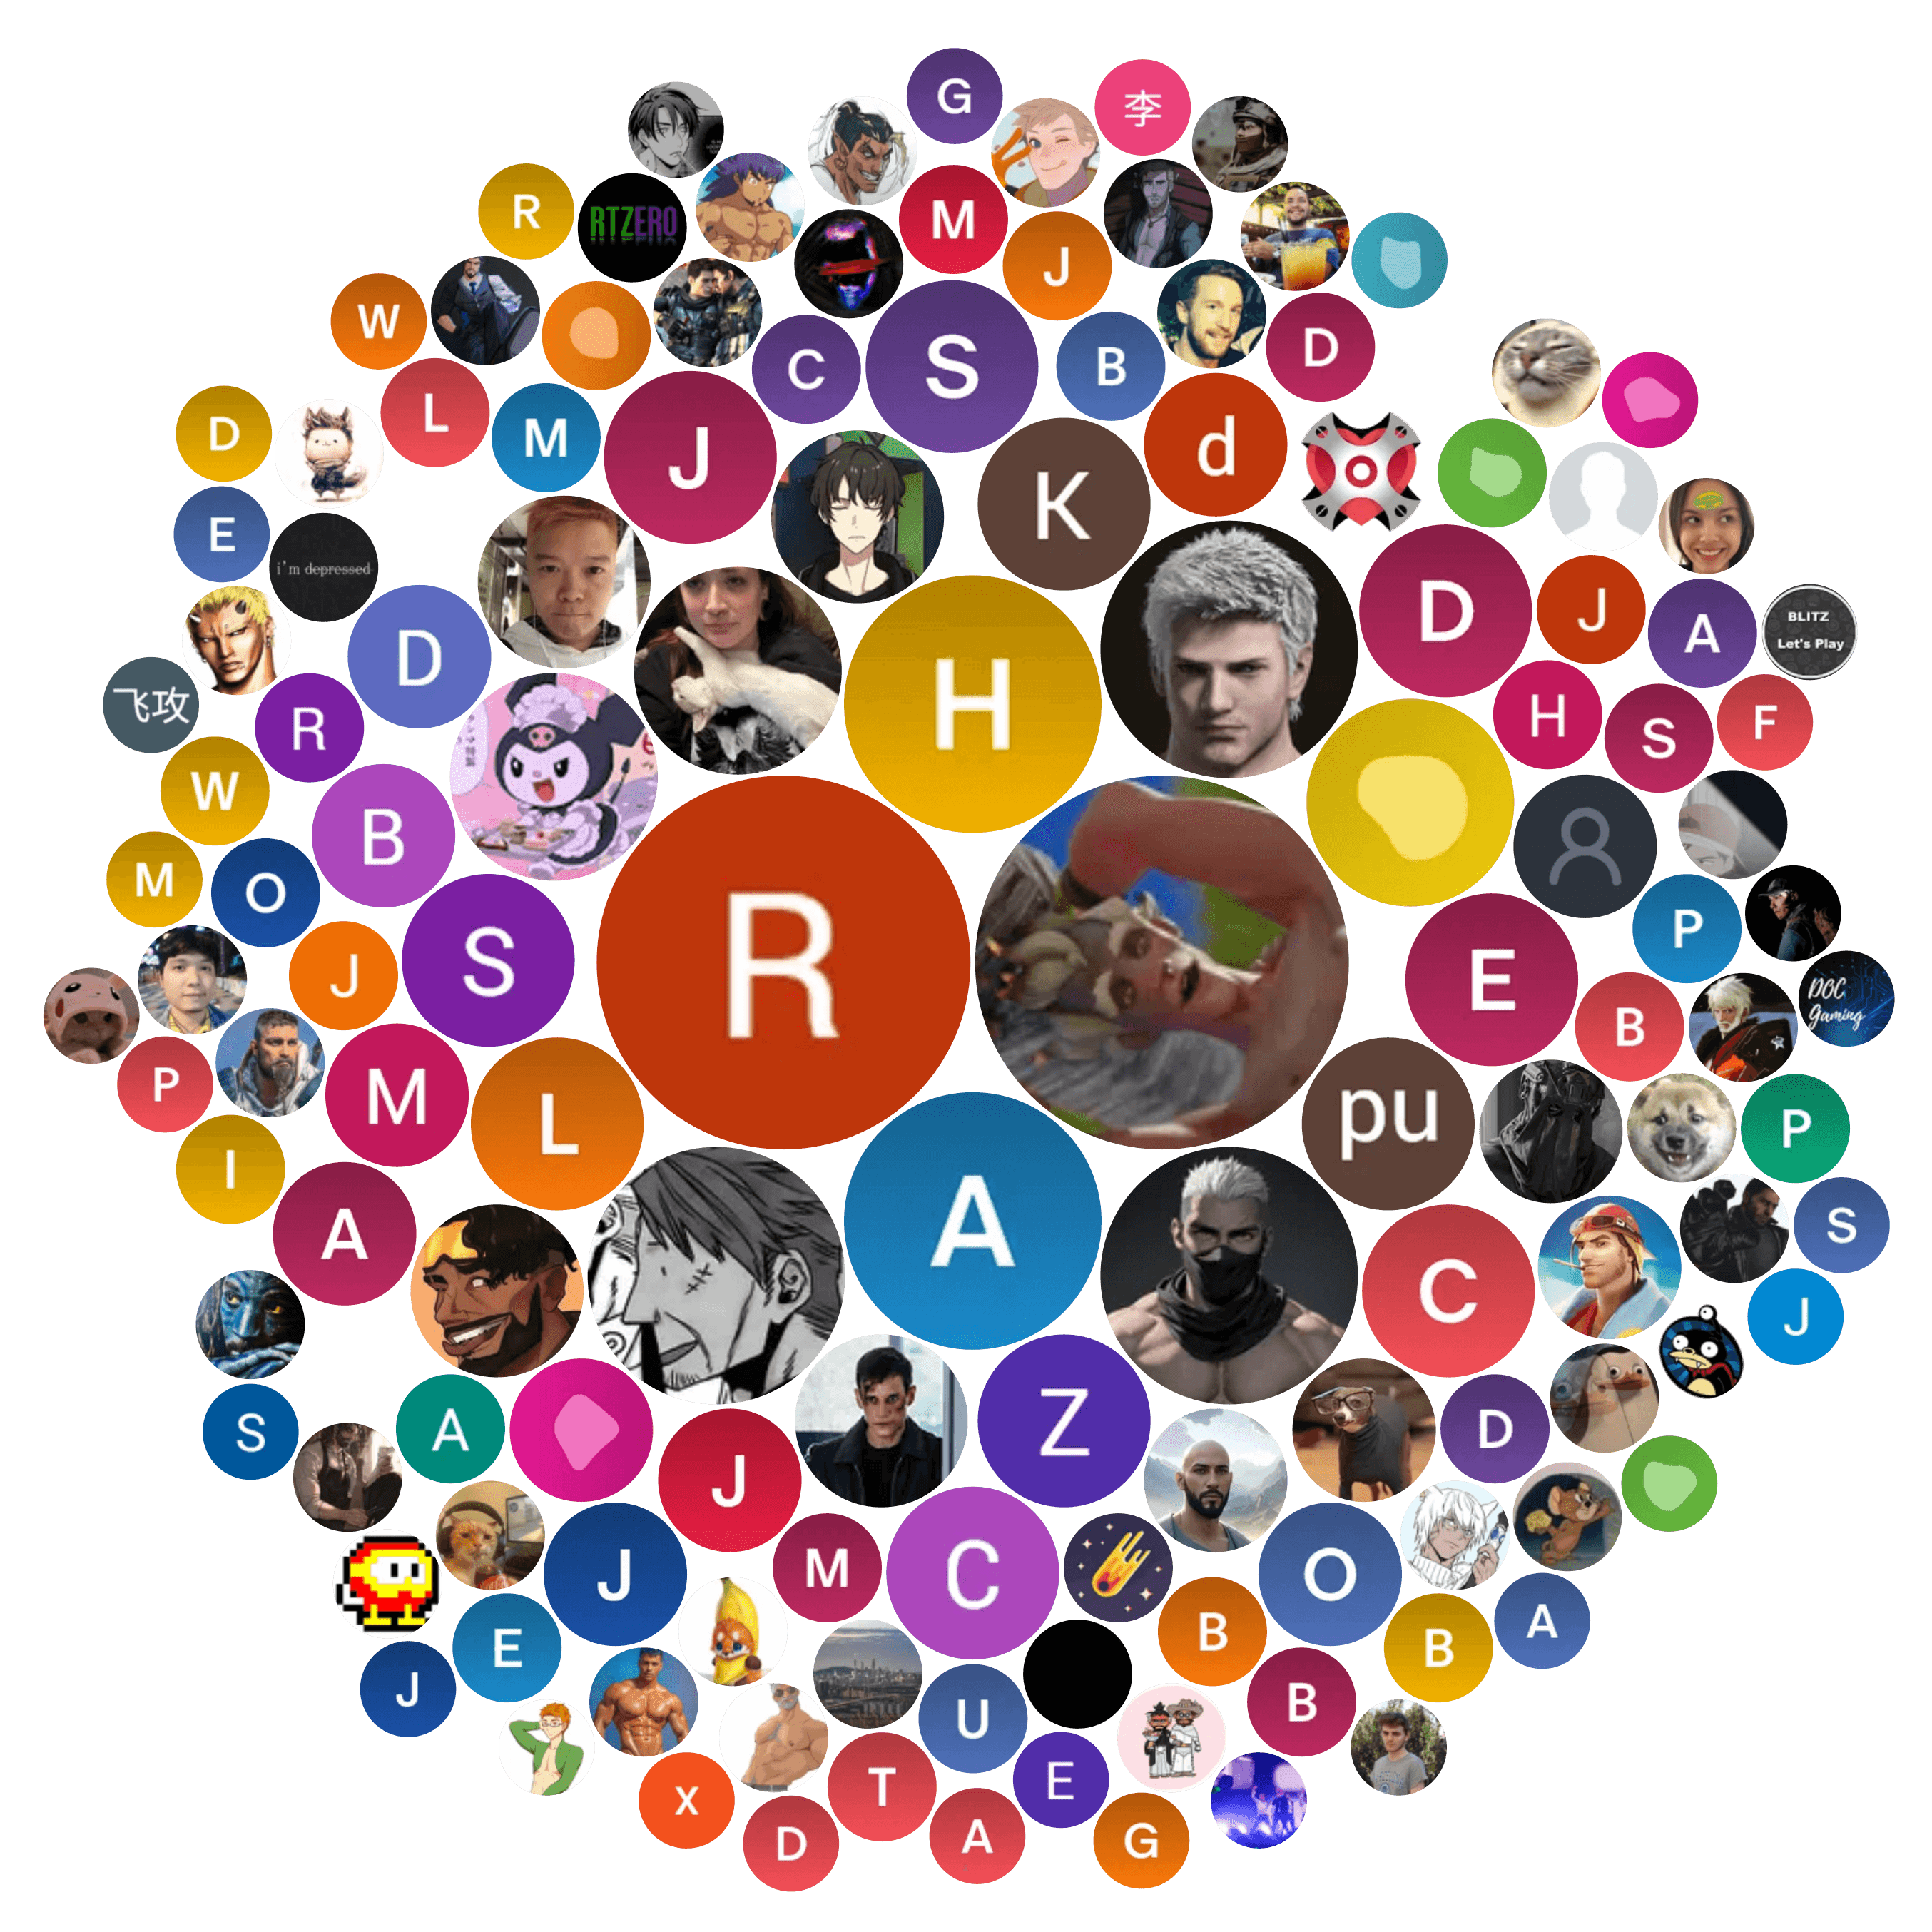 G
李
R
RTZERO
M
J
W
C
S
B
D
L
M
J
K
d
D
E
i'm depressed
D
H
D
J
A
BLITZ
Let's Play
飞攻
R
H
S
F
W
B
M
O
S
R
E
P
J
B
DOC
Gaming
P
M
L
pu
P
I
A
A
C
S
J
S
A
J
Z
D
J
M
C
O
E
B
B
A
J
U
B
X
T
E
D
A
G